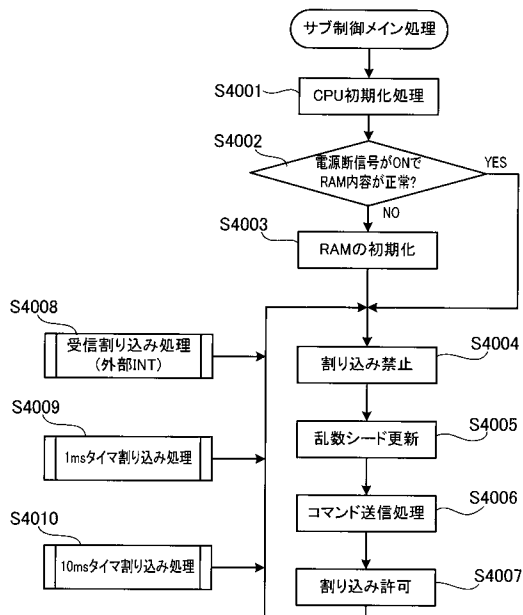 サブ制御メイン処理
S4001
CPU初期化処理
S4002
電源断信号がONで
RAM内容が正常?
YES
NO
S4003
RAMの初期化
S4008
受信割り込み処理
(外部INT)
S4004
割り込み禁止
S4009
1msタイマ割り込み処理
S4005
乱数シード更新
S4006
コマンド送信処理
S4010
10msタイマ割り込み処理
S4007
割り込み許可